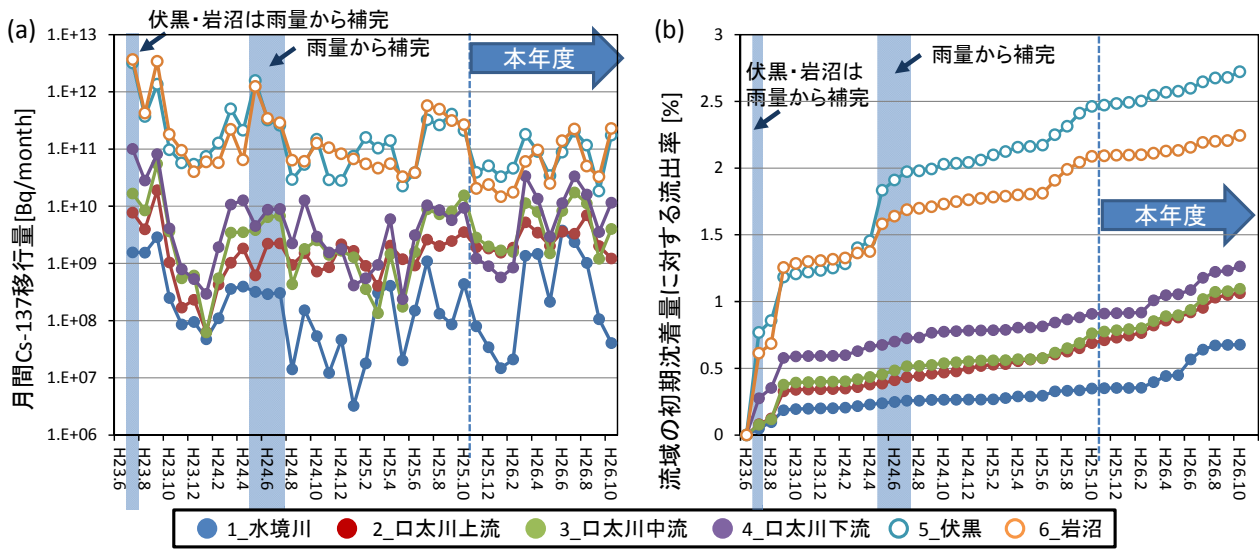 (a)
伏黒・岩沼は雨量から補完
雨量から補完
本年度
月間Cs-137移行量[Bq/month]
1.E+13
1.E+12
1.E+11
1.E+10
1.E+09
1.E+08
1.E+07
1.E+06
H23.6
H23.8
H23.10
H24.2
H24.4
H24.6
H24.8
H24.10
H24.12
H25.2
H25.4
H25.6
H25.8
H25.10
H26.2
H26.4
H26.6
H26.8
H26.10
(b)
伏黒・岩沼は
雨量から補完
雨量から補完
本年度
流域の初期沈着量に対する流出率 [%]
3
2.5
2
1.5
1
0.5
0
H23.6
H23.8
H23.10
H24.2
H24.4
H24.6
H24.8
H24.10
H24.12
H25.2
H25.4
H25.6
H25.8
H25.10
H26.2
H26.4
H26.6
H26.8
H26.10
1_水境川
2_口太川上流
3_口太川中流
4_口太川下流
5_伏黒
6_岩沼